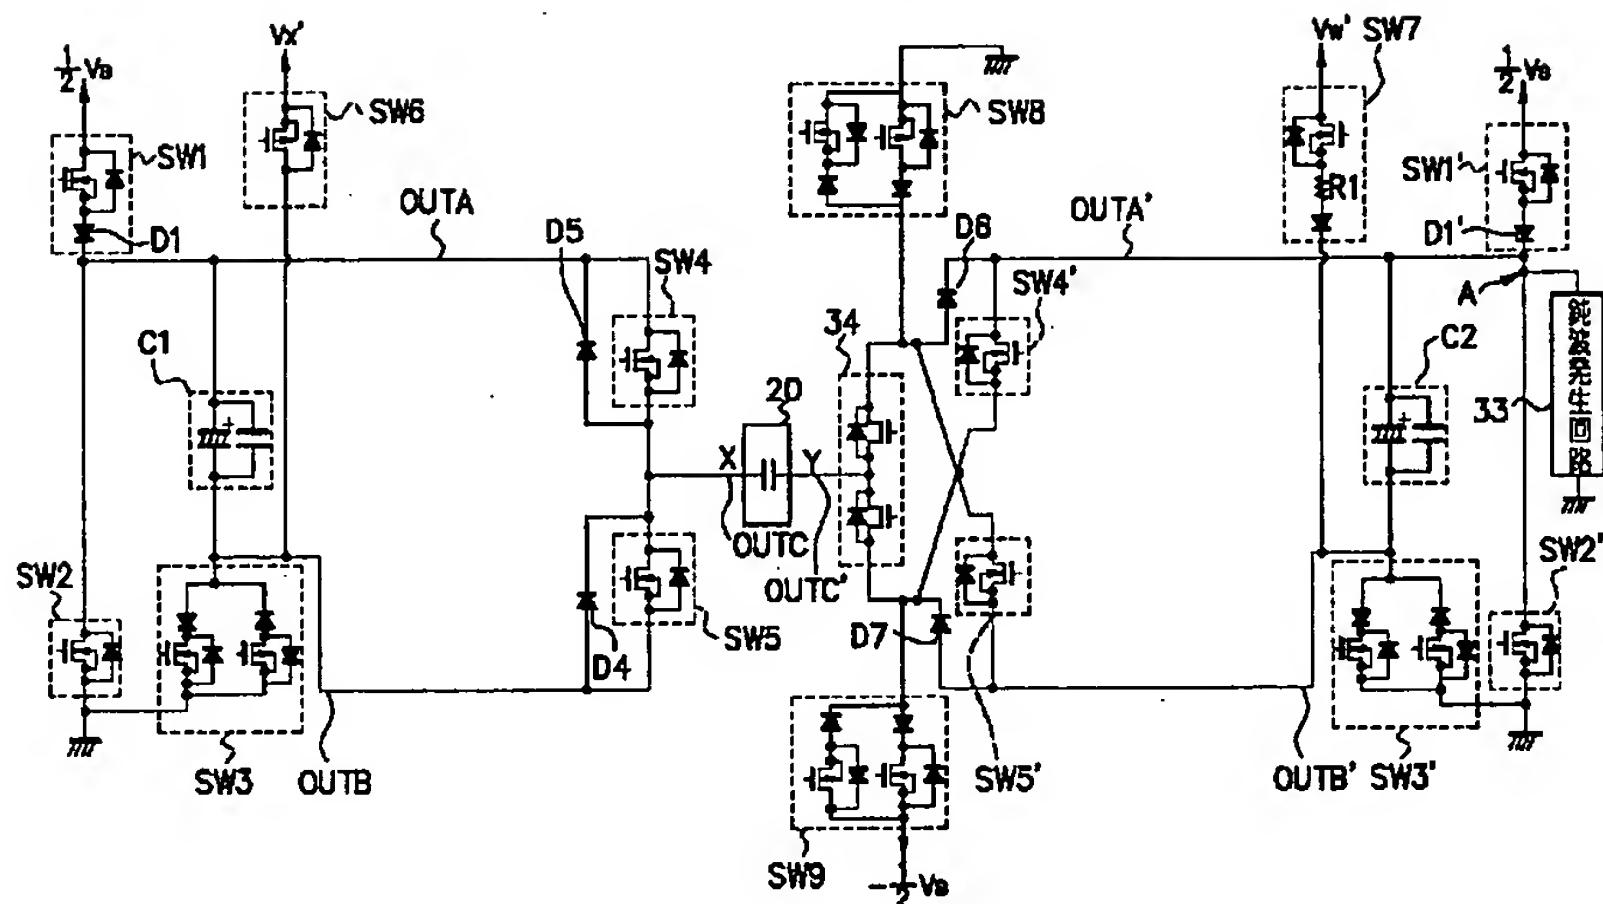 Vx'
Vw' SW7
1/2 Vs
1/2 Vs
SW6
SW8
SW1
SW1'
R1
OUTA
OUTA'
D1
D5
D6
D1'
SW4
SW4'
A
34
C1
C2
20
33
X
Y
OUTC
OUTC'
SW2
SW2'
SW5
D4
D7
SW3
OUTB
SW5'
OUTB'
SW3'
SW9
-1/2 Vs
発生回路